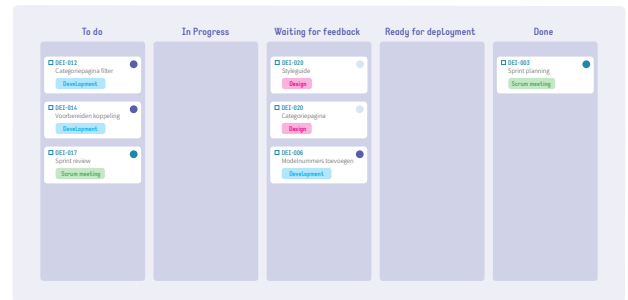 To do
In Progress
Waiting for feedback
Ready for deployment
Done
DEI-012
Categoriepagina filter
Development
DEI-014
Voorbereiden koppeling
Development
DEI-017
Sprint review
Scrum meeting
DEI-020
Styleguide
Design
DEI-020
Categoriepagina
Design
DEI-006
Modelnummers toevoegen
Development
DEI-003
Sprint planning
Scrum meeting